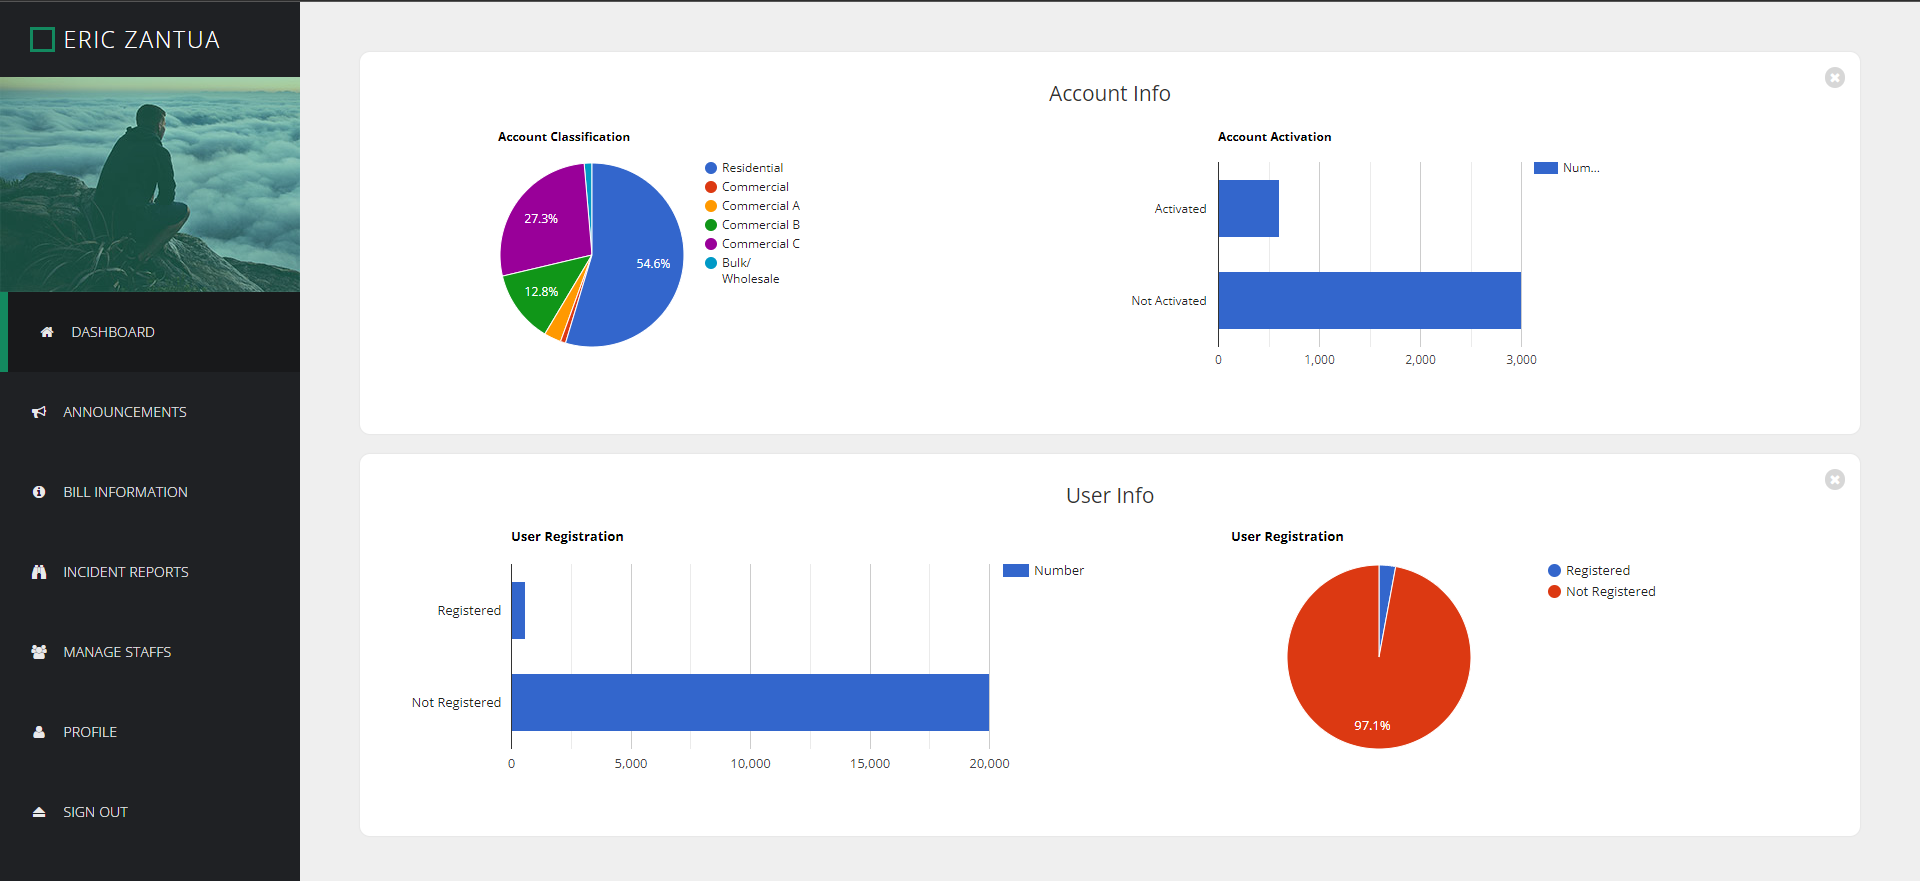 ERIC ZANTUA
DASHBOARD
ANNOUNCEMENTS
BILL INFORMATION
INCIDENT REPORTS
MANAGE STAFFS
PROFILE
SIGN OUT
Account Info
Account Classification
27.3%
54.6%
12.8%
Residential
Commercial
Commercial A
Commercial B
Commercial C
Bulk/
Wholesale
Account Activation
Num...
Activated
Not Activated
0 1,000 2,000 3,000
User Info
User Registration
Number
Registered
Not Registered
0 5,000 10,000 15,000 20,000
User Registration
Registered
Not Registered
97.1%